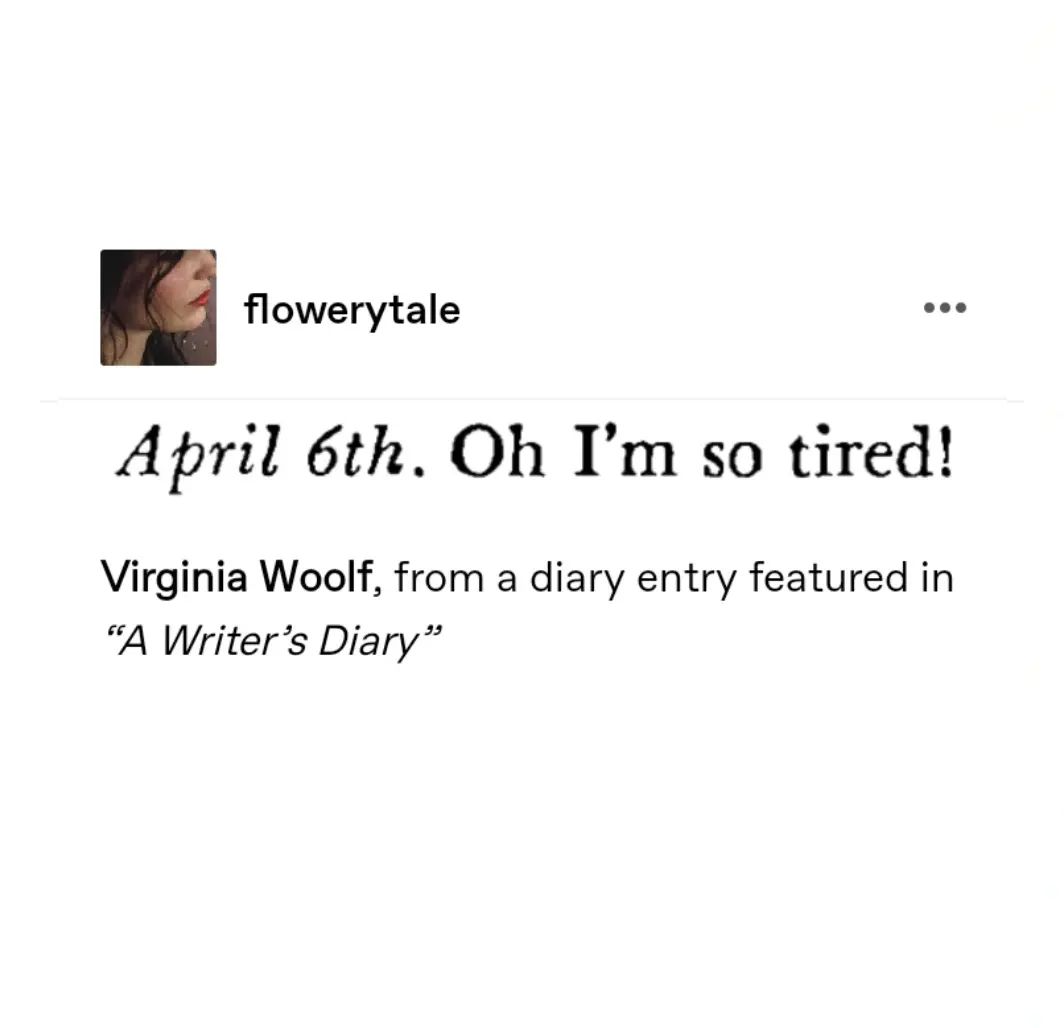 flowerytale
April 6th. Oh I’m so tired!
Virginia Woolf, from a diary entry featured in
“A Writer’s Diary”